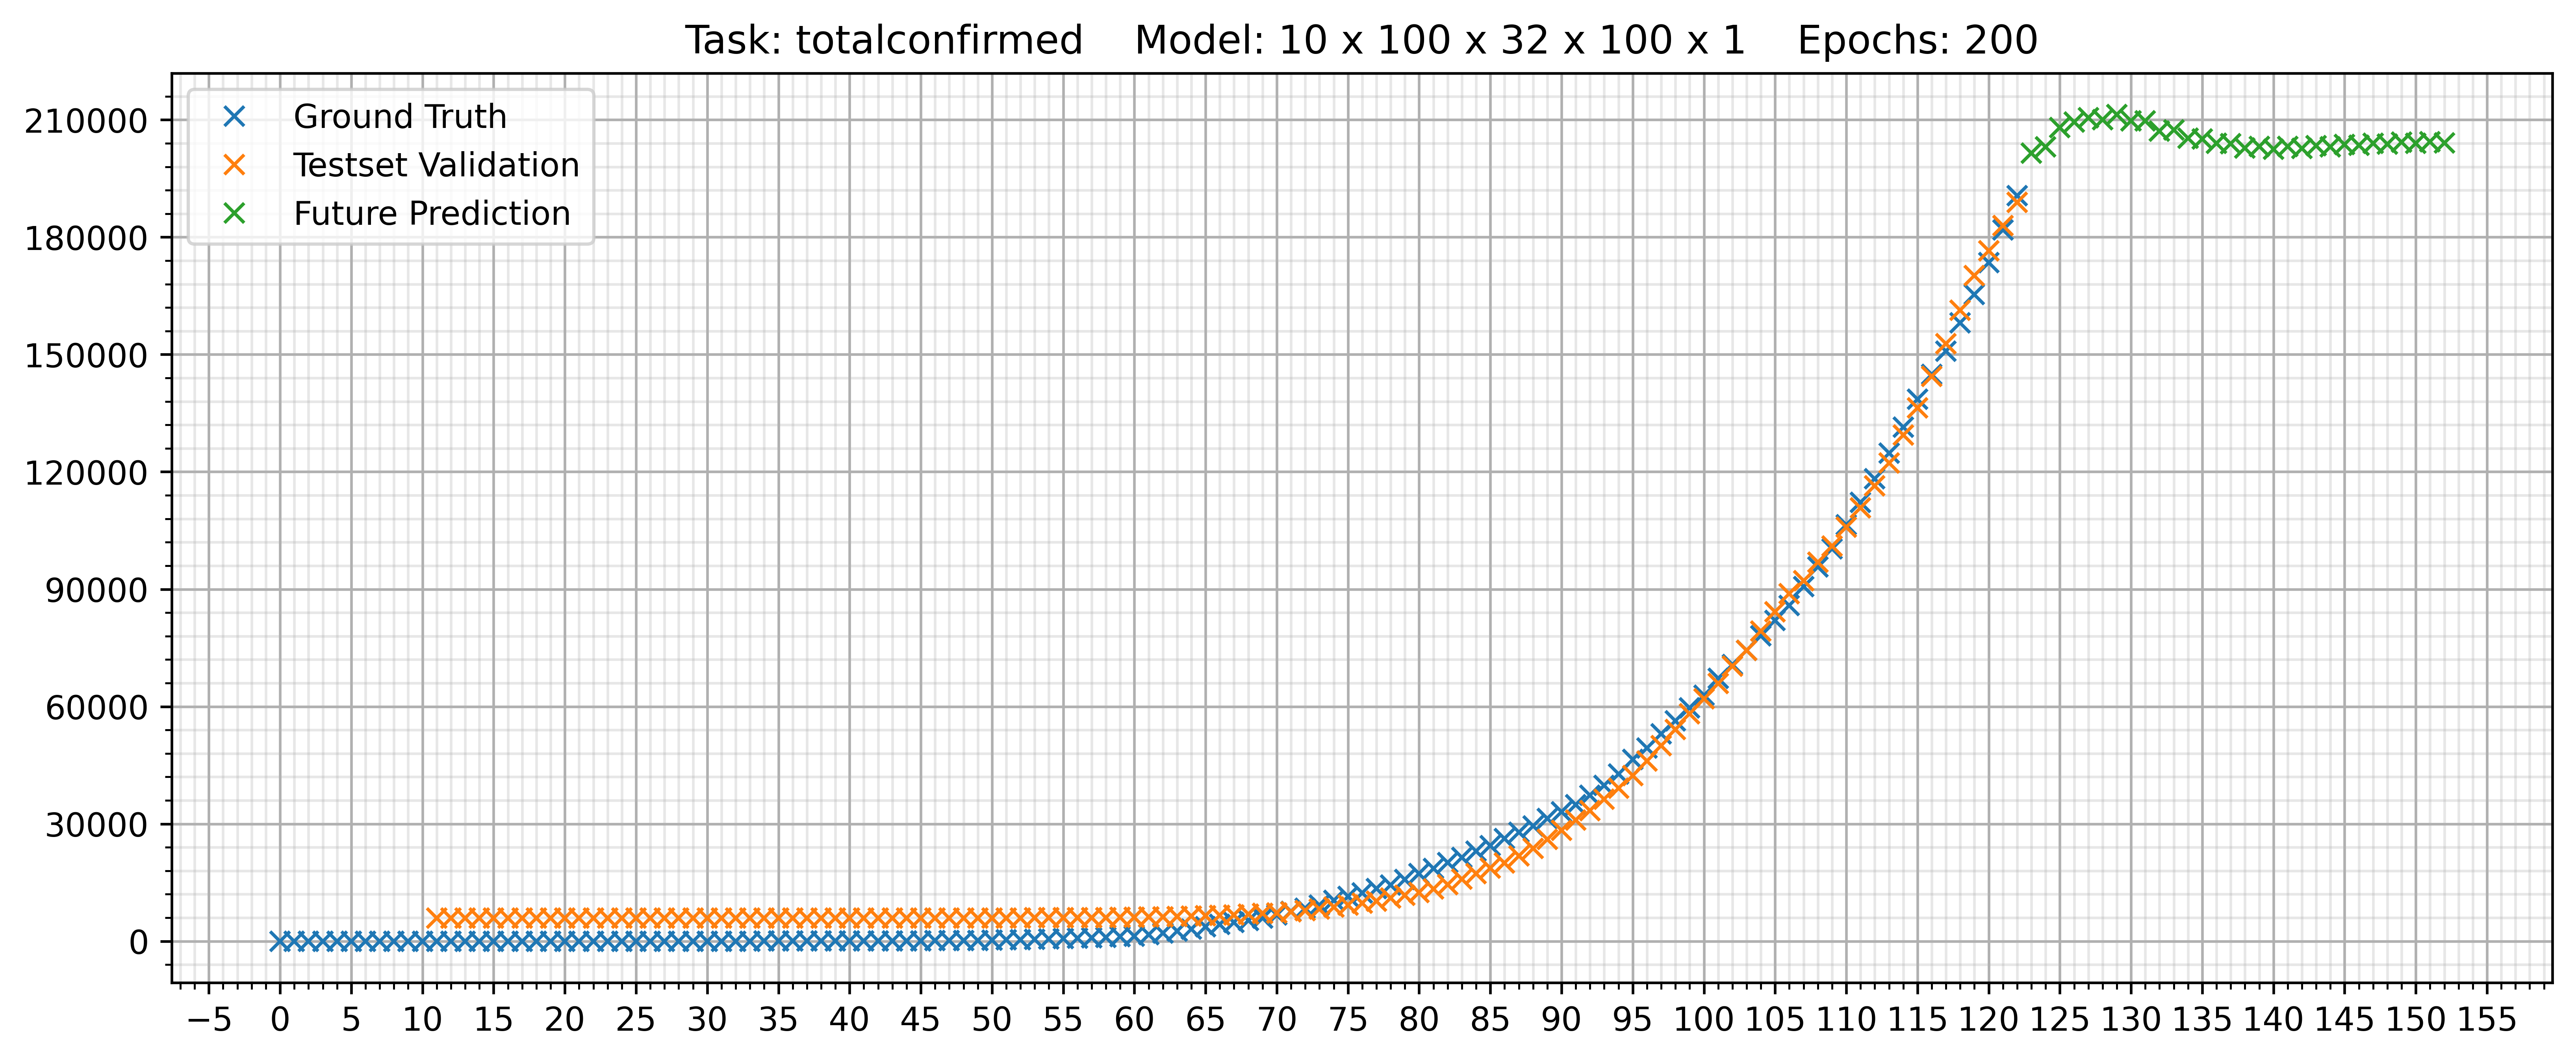 Task: totalconfirmed    Model: 10 x 100 x 32 x 100 x 1    Epochs: 200
Ground Truth
Testset Validation
Future Prediction
210000
180000
150000
120000
90000
60000
30000
0
−5 0 5 10 15 20 25 30 35 40 45 50 55 60 65 70 75 80 85 90 95 100 105 110 115 120 125 130 135 140 145 150 155